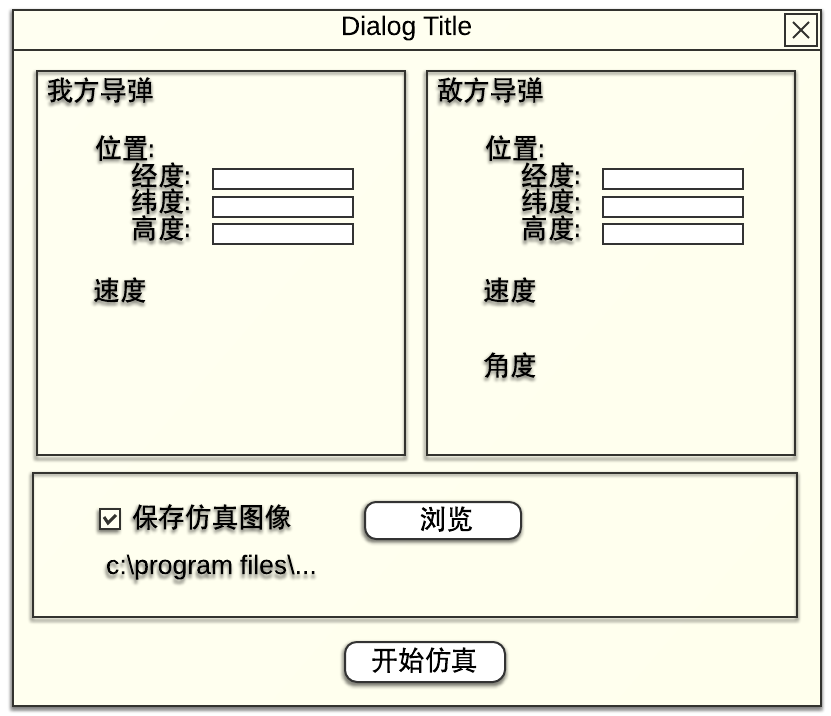 Dialog Title
我方导弹
位置:
经度:
纬度:
高度:
速度
敌方导弹
位置:
经度:
纬度:
高度:
速度
角度
保存仿真图像
浏览
c:\program files\...
开始仿真